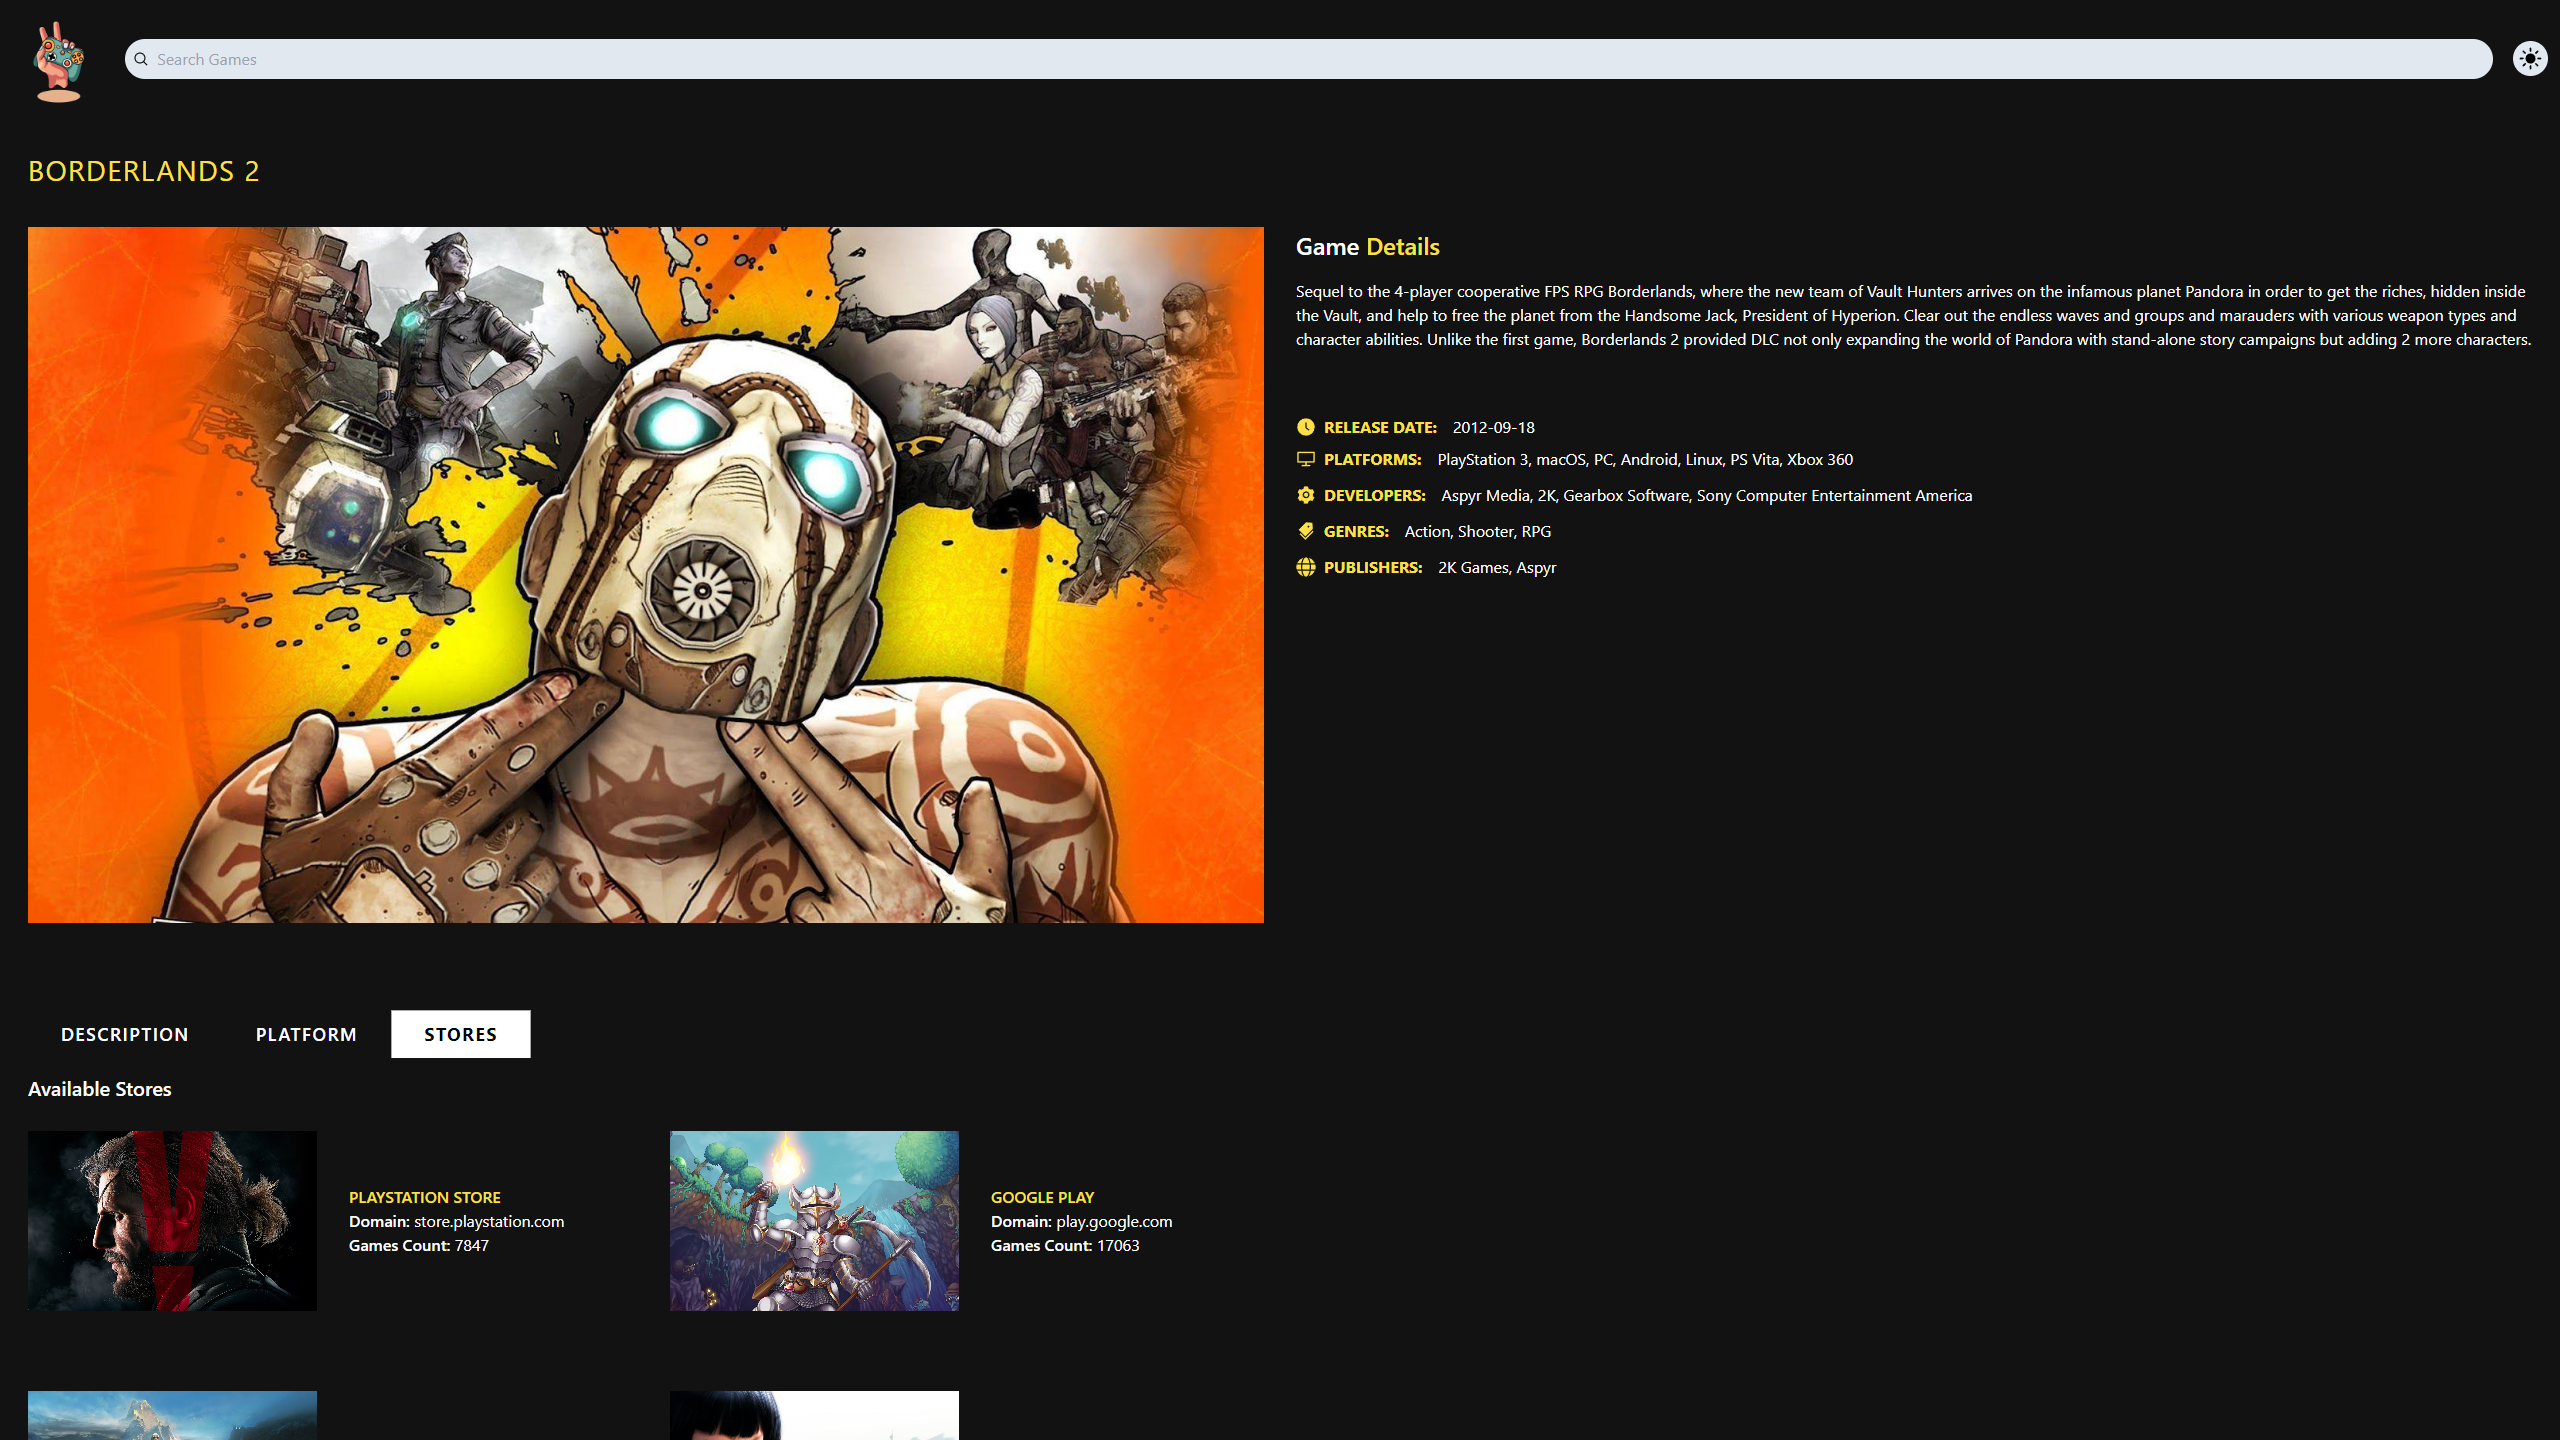 Search Games
BORDERLANDS 2
Game Details
Sequel to the 4-player cooperative FPS RPG Borderlands, where the new team of Vault Hunters arrives on the infamous planet Pandora in order to get the riches, hidden inside
the Vault, and help to free the planet from the Handsome Jack, President of Hyperion. Clear out the endless waves and groups and marauders with various weapon types and
character abilities. Unlike the first game, Borderlands 2 provided DLC not only expanding the world of Pandora with stand-alone story campaigns but adding 2 more characters.
RELEASE DATE: 2012-09-18
PLATFORMS: PlayStation 3, macOS, PC, Android, Linux, PS Vita, Xbox 360
DEVELOPERS: Aspyr Media, 2K, Gearbox Software, Sony Computer Entertainment America
GENRES: Action, Shooter, RPG
PUBLISHERS: 2K Games, Aspyr
DESCRIPTION PLATFORM STORES
Available Stores
PLAYSTATION STORE
Domain: store.playstation.com
Games Count: 7847
GOOGLE PLAY
Domain: play.google.com
Games Count: 17063